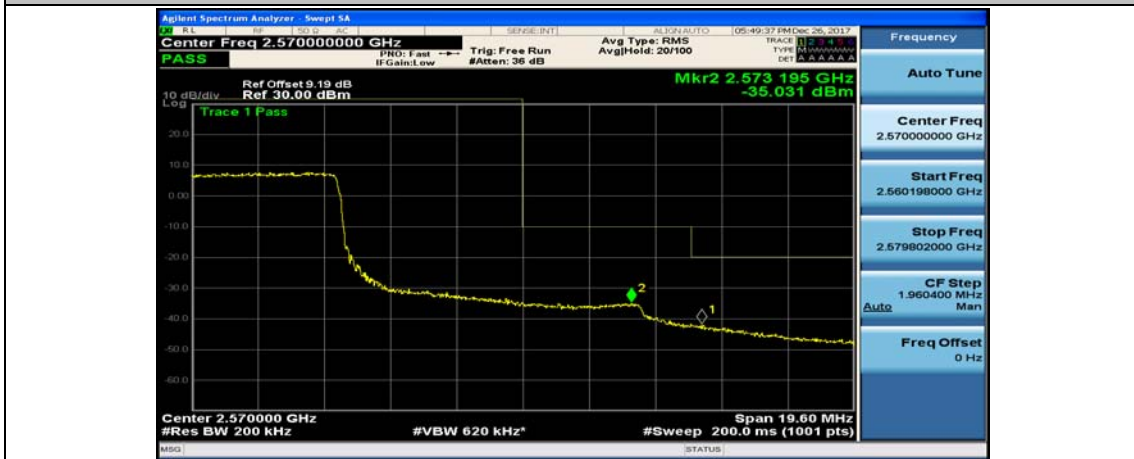 Agilent Spectrum Analyzer - Swept SA
RL RF 50 Ω AC SENSE:INT ALIGN AUTO 05:49:37 PM Dec 26, 2017
Center Freq 2.570000000 GHz
PASS
PNO: Fast
IFGain:Low
Trig: Free Run
#Atten: 36 dB
Avg Type: RMS
Avg|Hold: 20/100
TRACE 1 2 3 4 5 6
TYPE M
DET A A A A A A
Ref Offset 9.19 dB
10 dB/div Ref 30.00 dBm
Log
Mkr2 2.573 195 GHz
-35.031 dBm
Trace 1 Pass
20.0
10.0
0.00
-10.0
-20.0
-30.0
-40.0
-50.0
-60.0
2
1
Center 2.570000 GHz
Span 19.60 MHz
#Res BW 200 kHz
#VBW 620 kHz*
#Sweep 200.0 ms (1001 pts)
MSG
STATUS
Frequency
Auto Tune
Center Freq
2.570000000 GHz
Start Freq
2.560198000 GHz
Stop Freq
2.579802000 GHz
CF Step
1.960400 MHz
Auto Man
Freq Offset
0 Hz